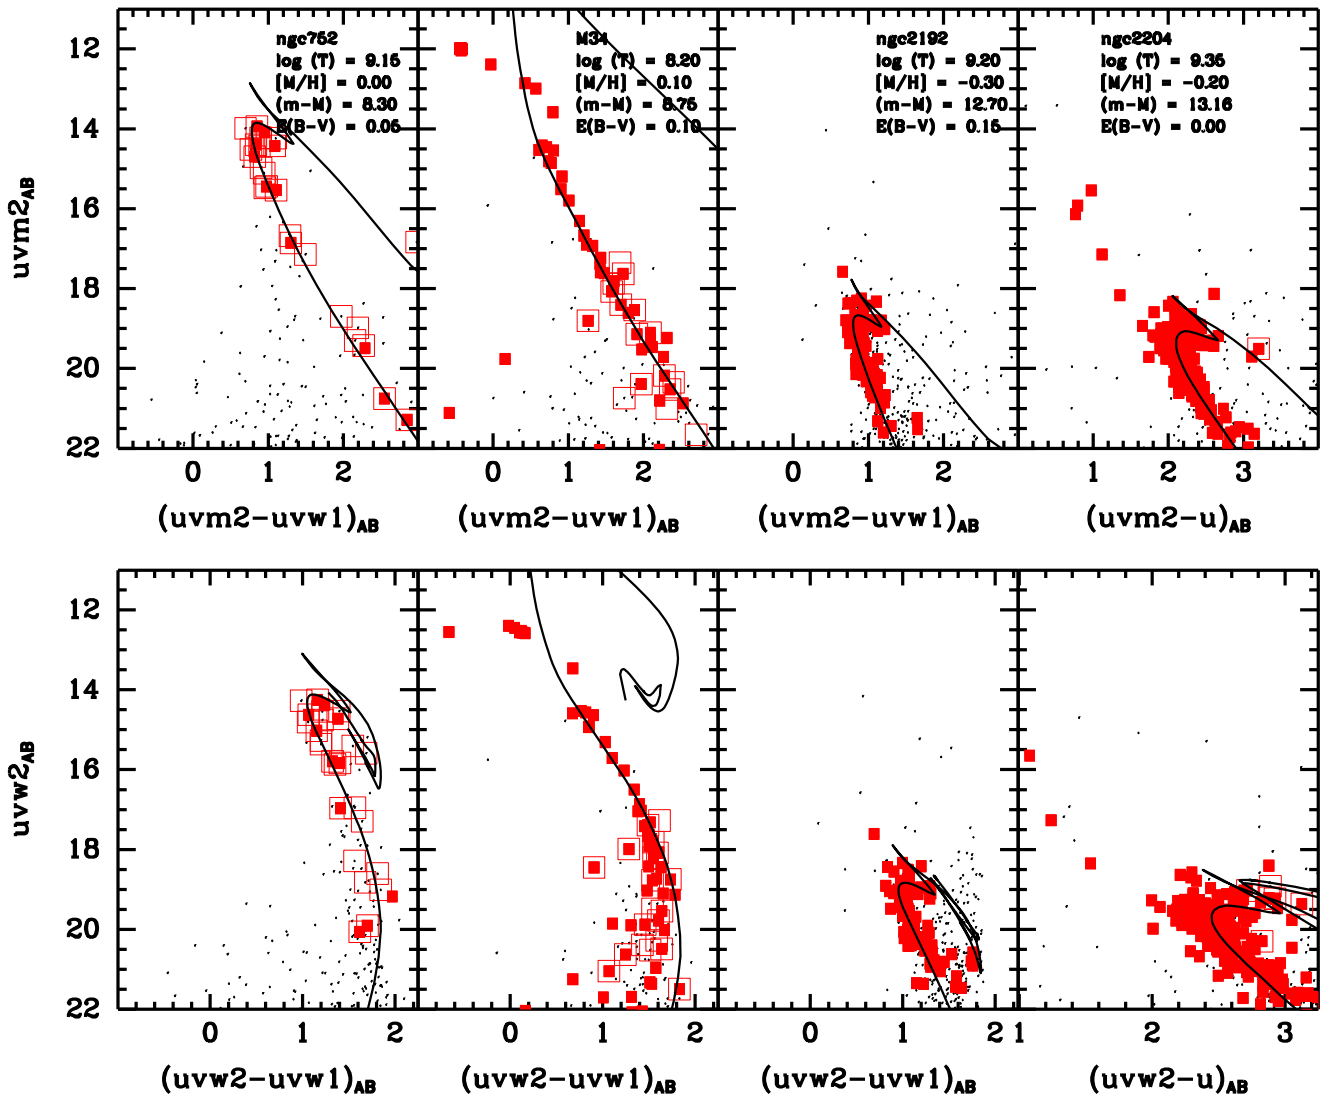 ngc752
log (T) = 9.15
[M/H] = 0.00
(m-M) = 8.30
E(B-V) = 0.05
M34
log (T) = 8.20
[M/H] = 0.10
(m-M) = 8.75
E(B-V) = 0.10
ngc2192
log (T) = 9.20
[M/H] = -0.30
(m-M) = 12.70
E(B-V) = 0.15
ngc2204
log (T) = 9.35
[M/H] = -0.20
(m-M) = 13.16
E(B-V) = 0.00
uvm2AB
12
14
16
18
20
22
0 1 2
0 1 2
0 1 2
1 2 3
(uvm2-uvw1)AB
(uvm2-uvw1)AB
(uvm2-uvw1)AB
(uvm2-u)AB
uvw2AB
12
14
16
18
20
22
0 1 2
0 1 2
0 1 2
1 2 3
(uvw2-uvw1)AB
(uvw2-uvw1)AB
(uvw2-uvw1)AB
(uvw2-u)AB